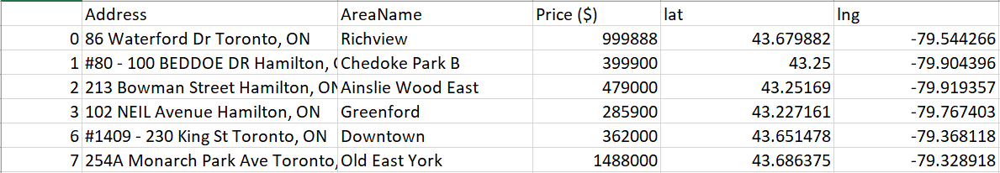 Address AreaName Price ($) lat lng
0 86 Waterford Dr Toronto, ON Richview 999888 43.679882 -79.544266
1 #80 - 100 BEDDOE DR Hamilton, Chedoke Park B 399900 43.25 -79.904396
2 213 Bowman Street Hamilton, ON Ainslie Wood East 479000 43.25169 -79.919357
3 102 NEIL Avenue Hamilton, ON Greenford 285900 43.227161 -79.767403
6 #1409 - 230 King St Toronto, ON Downtown 362000 43.651478 -79.368118
7 254A Monarch Park Ave Toronto, Old East York 1488000 43.686375 -79.328918